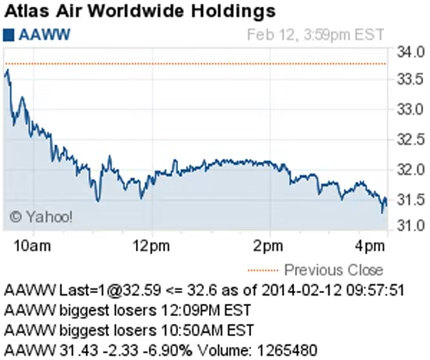 Atlas Air Worldwide Holdings
AAWW Feb 12, 3:59pm EST
34.0
33.5
33.0
32.5
32.0
31.5
31.0
© Yahoo!
10am 12pm 2pm 4pm
Previous Close
AAWW Last=1@32.59 <= 32.6 as of 2014-02-12 09:57:51
AAWW biggest losers 12:09PM EST
AAWW biggest losers 10:50AM EST
AAWW 31.43 -2.33 -6.90% Volume: 1265480